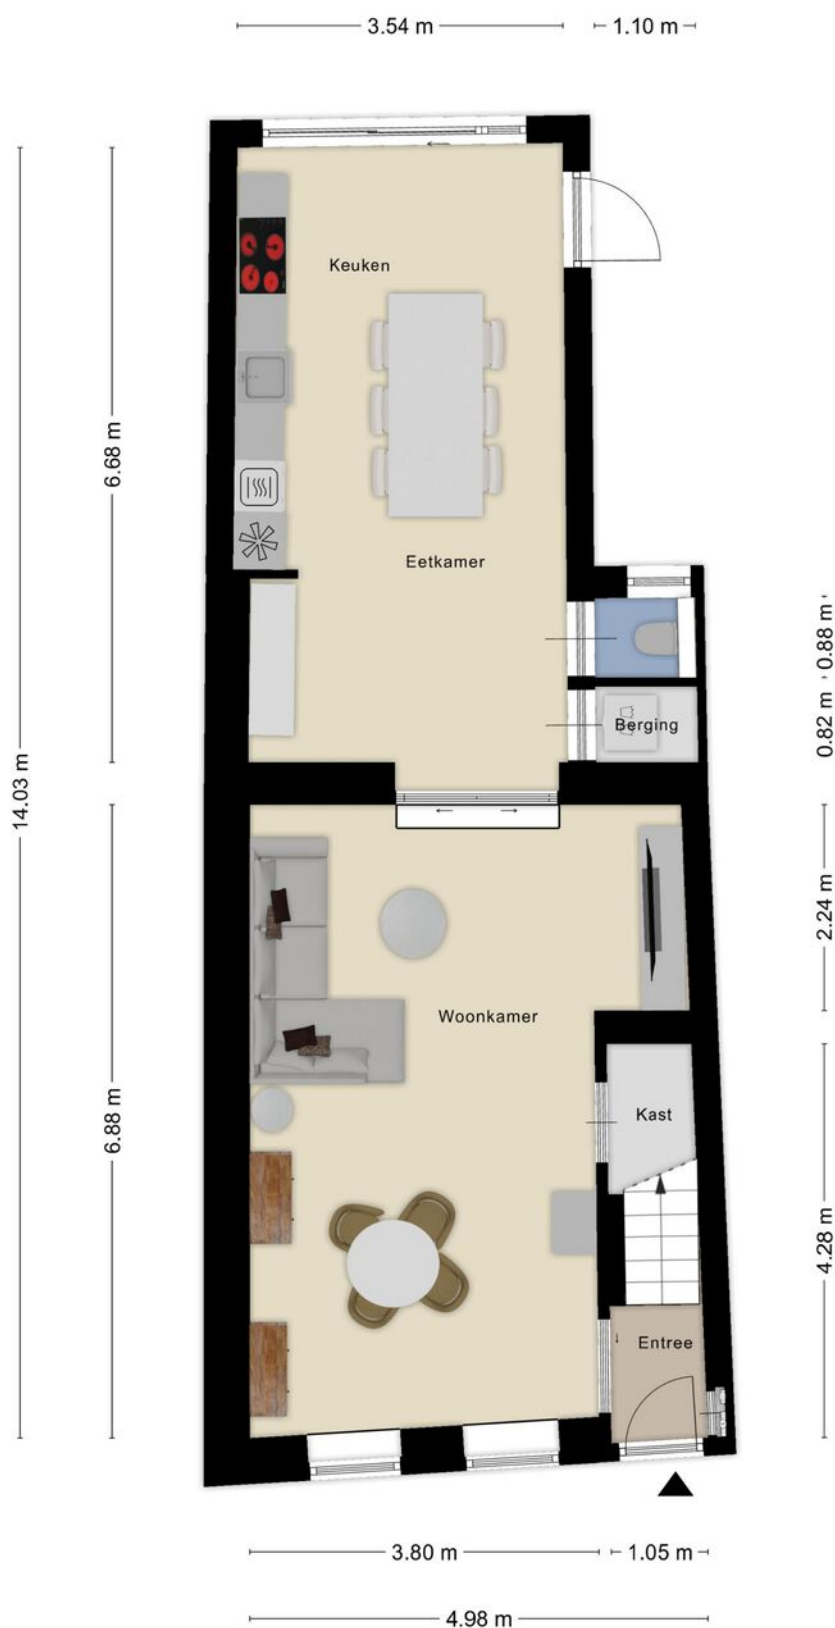 3.54 m
1.10 m
Keuken
6.68 m
Eetkamer
0.88 m
0.82 m
Berging
14.03 m
2.24 m
Woonkamer
6.88 m
Kast
4.28 m
Entree
3.80 m
1.05 m
4.98 m